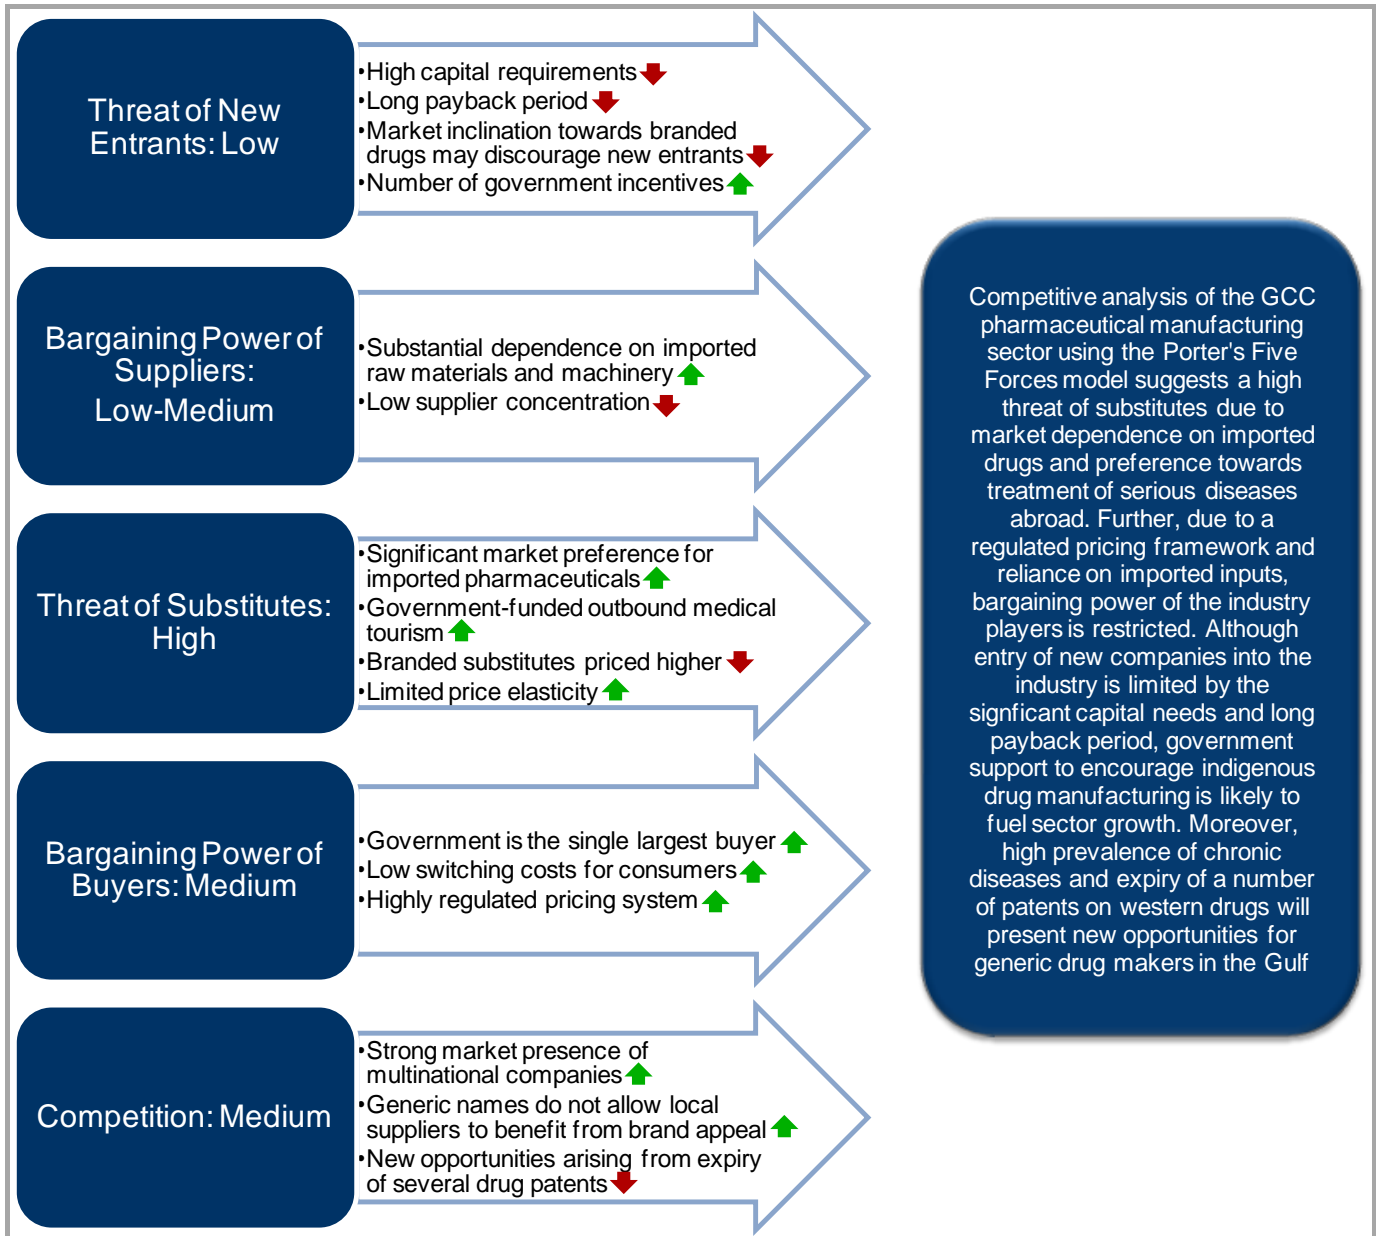 Threat of New
Entrants: Low
•High capital requirements
•Long payback period
•Market inclination towards branded
drugs may discourage new entrants
•Number of government incentives
Bargaining Power of
Suppliers:
Low-Medium
•Substantial dependence on imported
raw materials and machinery
•Low supplier concentration
Threat of Substitutes:
High
•Significant market preference for
imported pharmaceuticals
•Government-funded outbound medical
tourism
•Branded substitutes priced higher
•Limited price elasticity
Bargaining Power of
Buyers: Medium
•Government is the single largest buyer
•Low switching costs for consumers
•Highly regulated pricing system
Competition: Medium
•Strong market presence of
multinational companies
•Generic names do not allow local
suppliers to benefit from brand appeal
•New opportunities arising from expiry
of several drug patents
Competitive analysis of the GCC
pharmaceutical manufacturing
sector using the Porter's Five
Forces model suggests a high
threat of substitutes due to
market dependence on imported
drugs and preference towards
treatment of serious diseases
abroad. Further, due to a
regulated pricing framework and
reliance on imported inputs,
bargaining power of the industry
players is restricted. Although
entry of new companies into the
industry is limited by the
signficant capital needs and long
payback period, government
support to encourage indigenous
drug manufacturing is likely to
fuel sector growth. Moreover,
high prevalence of chronic
diseases and expiry of a number
of patents on western drugs will
present new opportunities for
generic drug makers in the Gulf